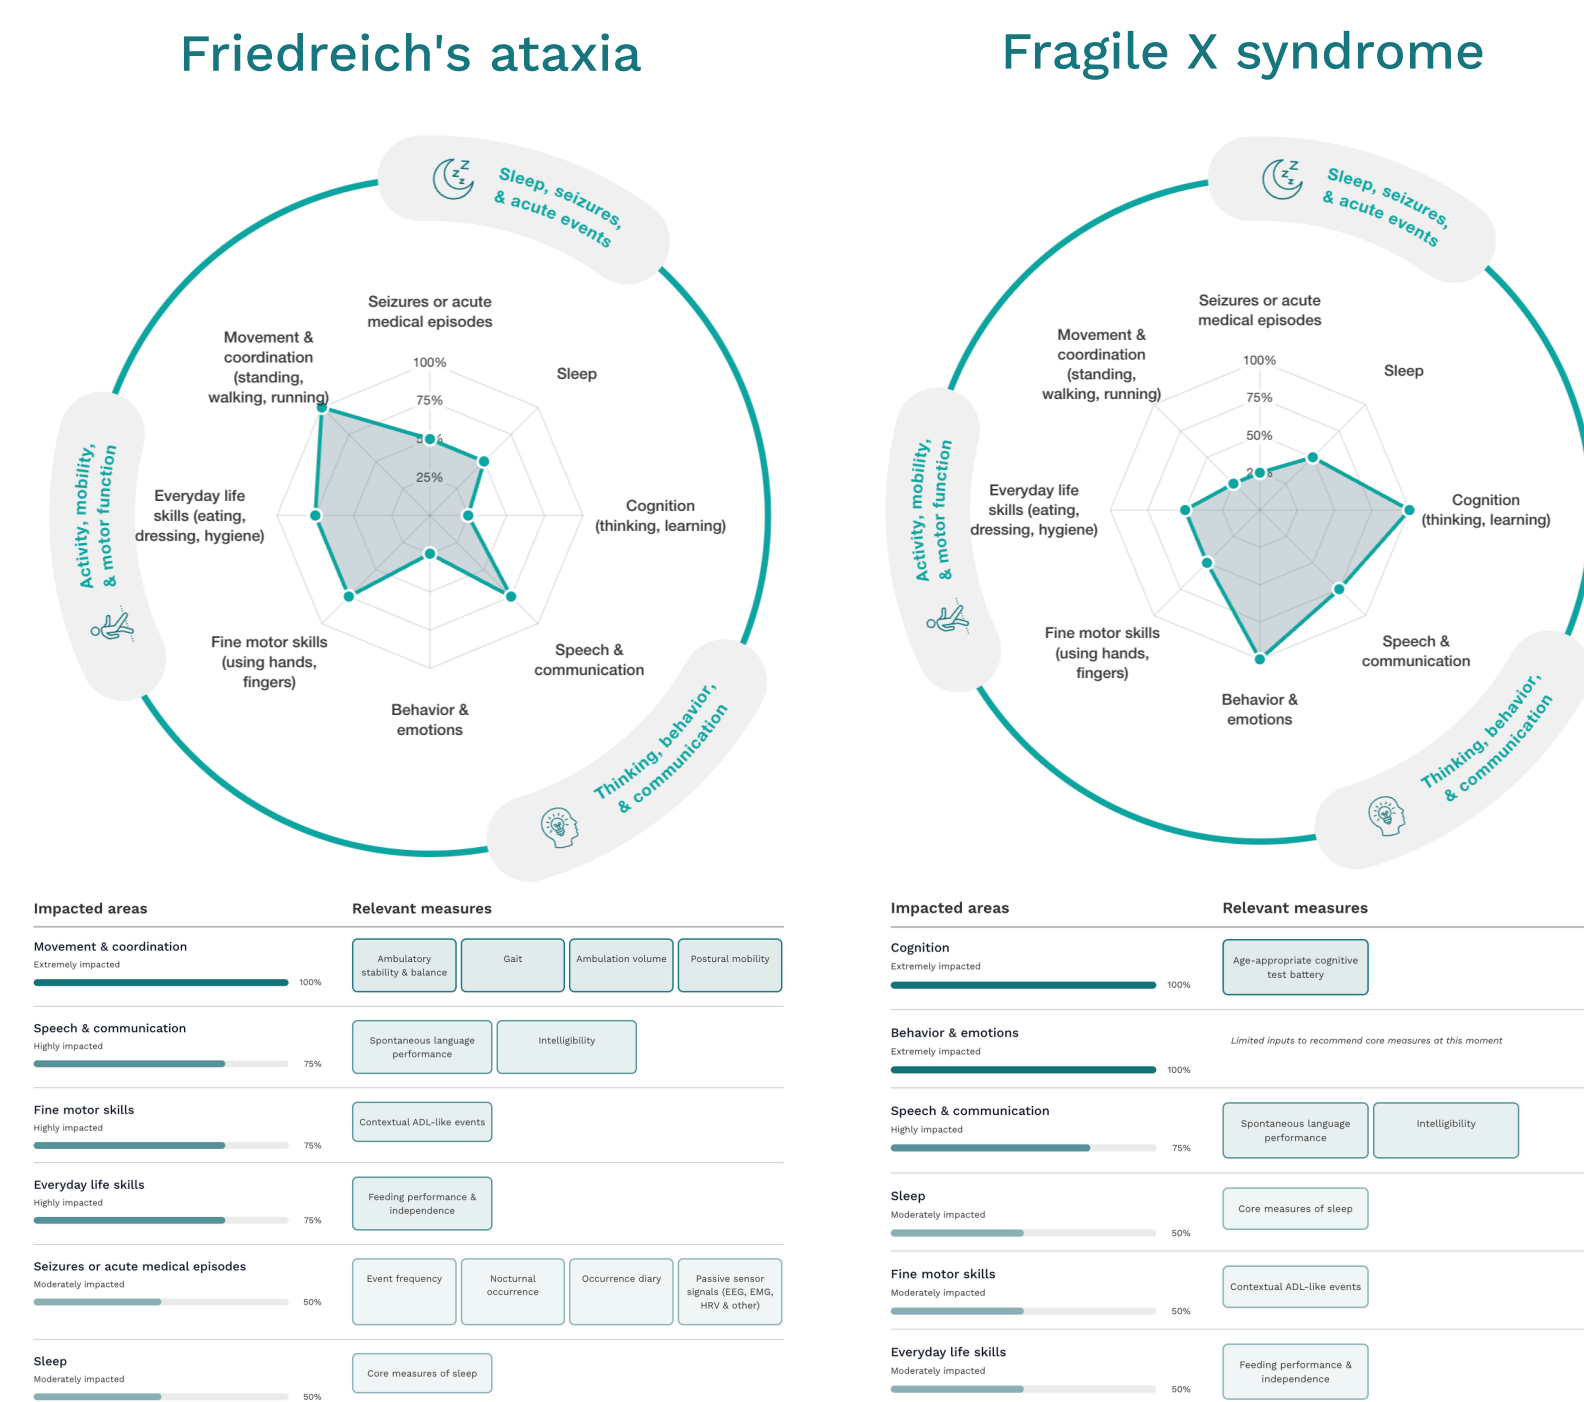 Friedreich's ataxia
Sleep, seizures,
& acute events
Activity, mobility,
& motor function
Thinking, behavior,
& communication
Seizures or acute
medical episodes
Sleep
Cognition
(thinking, learning)
Speech &
communication
Behavior &
emotions
Fine motor skills
(using hands,
fingers)
Everyday life
skills (eating,
dressing, hygiene)
Movement &
coordination
(standing,
walking, running)
100%
75%
25%
Impacted areas
Relevant measures
Movement & coordination
Extremely impacted
100%
Ambulatory
stability & balance
Gait
Ambulation volume
Postural mobility
Speech & communication
Highly impacted
75%
Spontaneous language
performance
Intelligibility
Fine motor skills
Highly impacted
75%
Contextual ADL-like events
Everyday life skills
Highly impacted
75%
Feeding performance &
independence
Seizures or acute medical episodes
Moderately impacted
50%
Event frequency
Nocturnal
occurrence
Occurrence diary
Passive sensor
signals (EEG, EMG,
HRV & other)
Sleep
Moderately impacted
50%
Core measures of sleep
Fragile X syndrome
Sleep, seizures,
& acute events
Activity, mobility,
& motor function
Thinking, behavior,
& communication
Seizures or acute
medical episodes
Sleep
Cognition
(thinking, learning)
Speech &
communication
Behavior &
emotions
Fine motor skills
(using hands,
fingers)
Everyday life
skills (eating,
dressing, hygiene)
Movement &
coordination
(standing,
walking, running)
100%
75%
50%
Impacted areas
Relevant measures
Cognition
Extremely impacted
100%
Age-appropriate cognitive
test battery
Behavior & emotions
Extremely impacted
100%
Limited inputs to recommend core measures at this moment
Speech & communication
Highly impacted
75%
Spontaneous language
performance
Intelligibility
Sleep
Moderately impacted
50%
Core measures of sleep
Fine motor skills
Moderately impacted
50%
Contextual ADL-like events
Everyday life skills
Moderately impacted
50%
Feeding performance &
independence